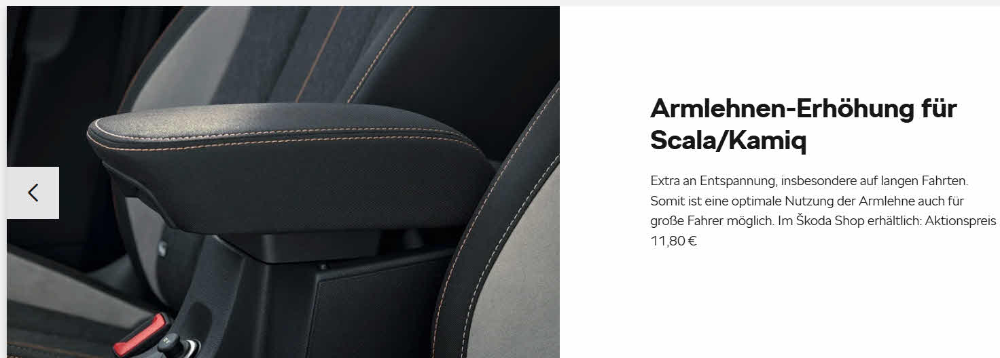 Armlehnen-Erhöhung für
Scala/Kamiq
Extra an Entspannung, insbesondere auf langen Fahrten.
Somit ist eine optimale Nutzung der Armlehne auch für
große Fahrer möglich. Im Škoda Shop erhältlich: Aktionspreis
11,80 €